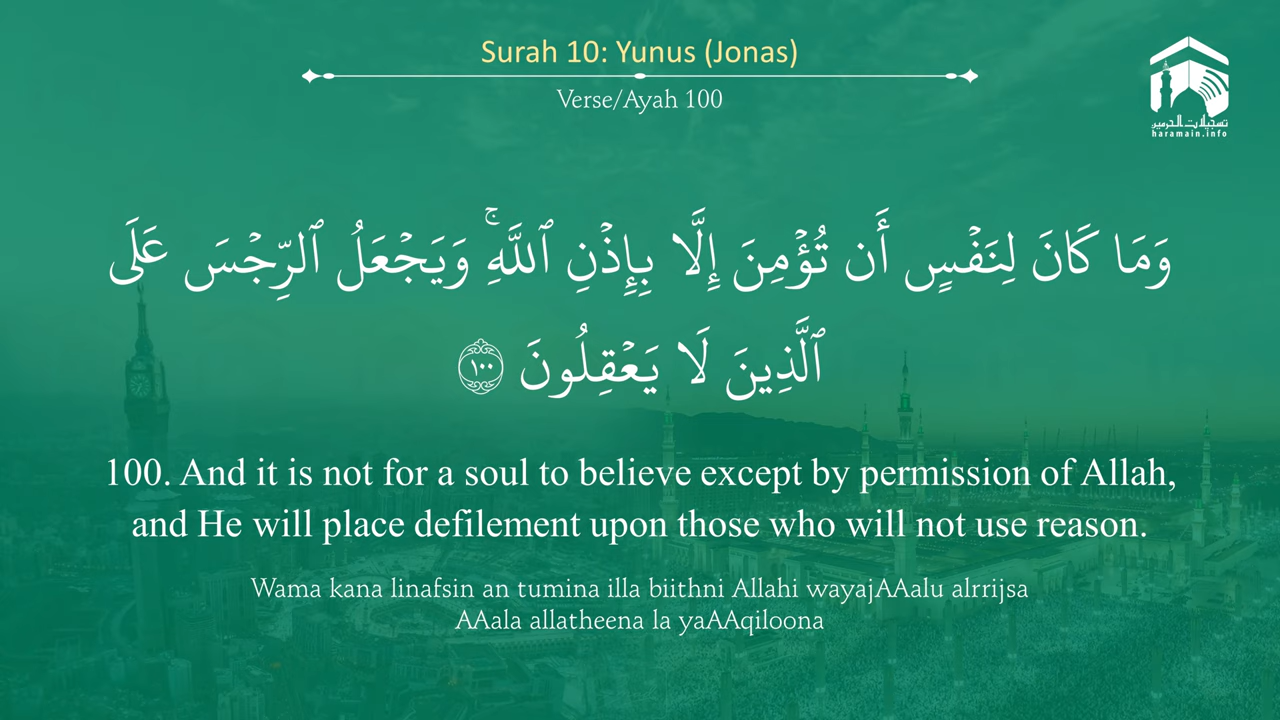 Surah 10: Yunus (Jonas)
Verse/Ayah 100
تسجيلات الحرمين
haramain.info
وَمَا كَانَ لِنَفْسٍ أَن تُؤْمِنَ إِلَّا بِإِذْنِ ٱللَّهِ ۚ وَيَجْعَلُ ٱلرِّجْسَ عَلَى
ٱلَّذِينَ لَا يَعْقِلُونَ ١٠٠
100. And it is not for a soul to believe except by permission of Allah,
and He will place defilement upon those who will not use reason.
Wama kana linafsin an tumina illa biithni Allahi wayajAAalu alrrijsa
AAala allatheena la yaAAqiloona